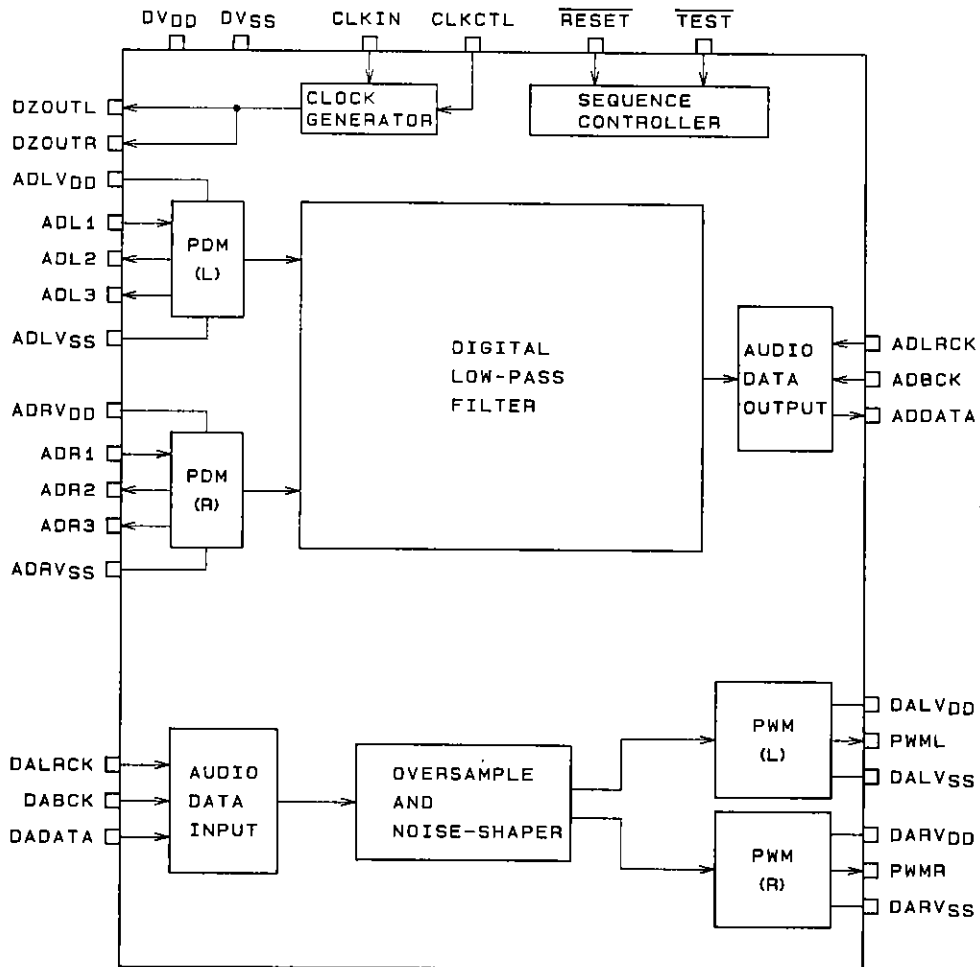 DVDD DVSS CLKIN CLKCTL RESET TEST
DZOUTL
DZOUTR
CLOCK
GENERATOR
SEQUENCE
CONTROLLER
ADLVDD
ADL1
ADL2
ADL3
ADLVSS
PDM
(L)
ADRVDD
ADR1
ADR2
ADR3
ADRVSS
PDM
(R)
DIGITAL
LOW-PASS
FILTER
AUDIO
DATA
OUTPUT
ADLRCK
ADBCK
ADDATA
DALRCK
DABCK
DADATA
AUDIO
DATA
INPUT
OVERSAMPLE
AND
NOISE-SHAPER
PWM
(L)
DALVDD
PWML
DALVSS
PWM
(R)
DARVDD
PWMR
DARVSS